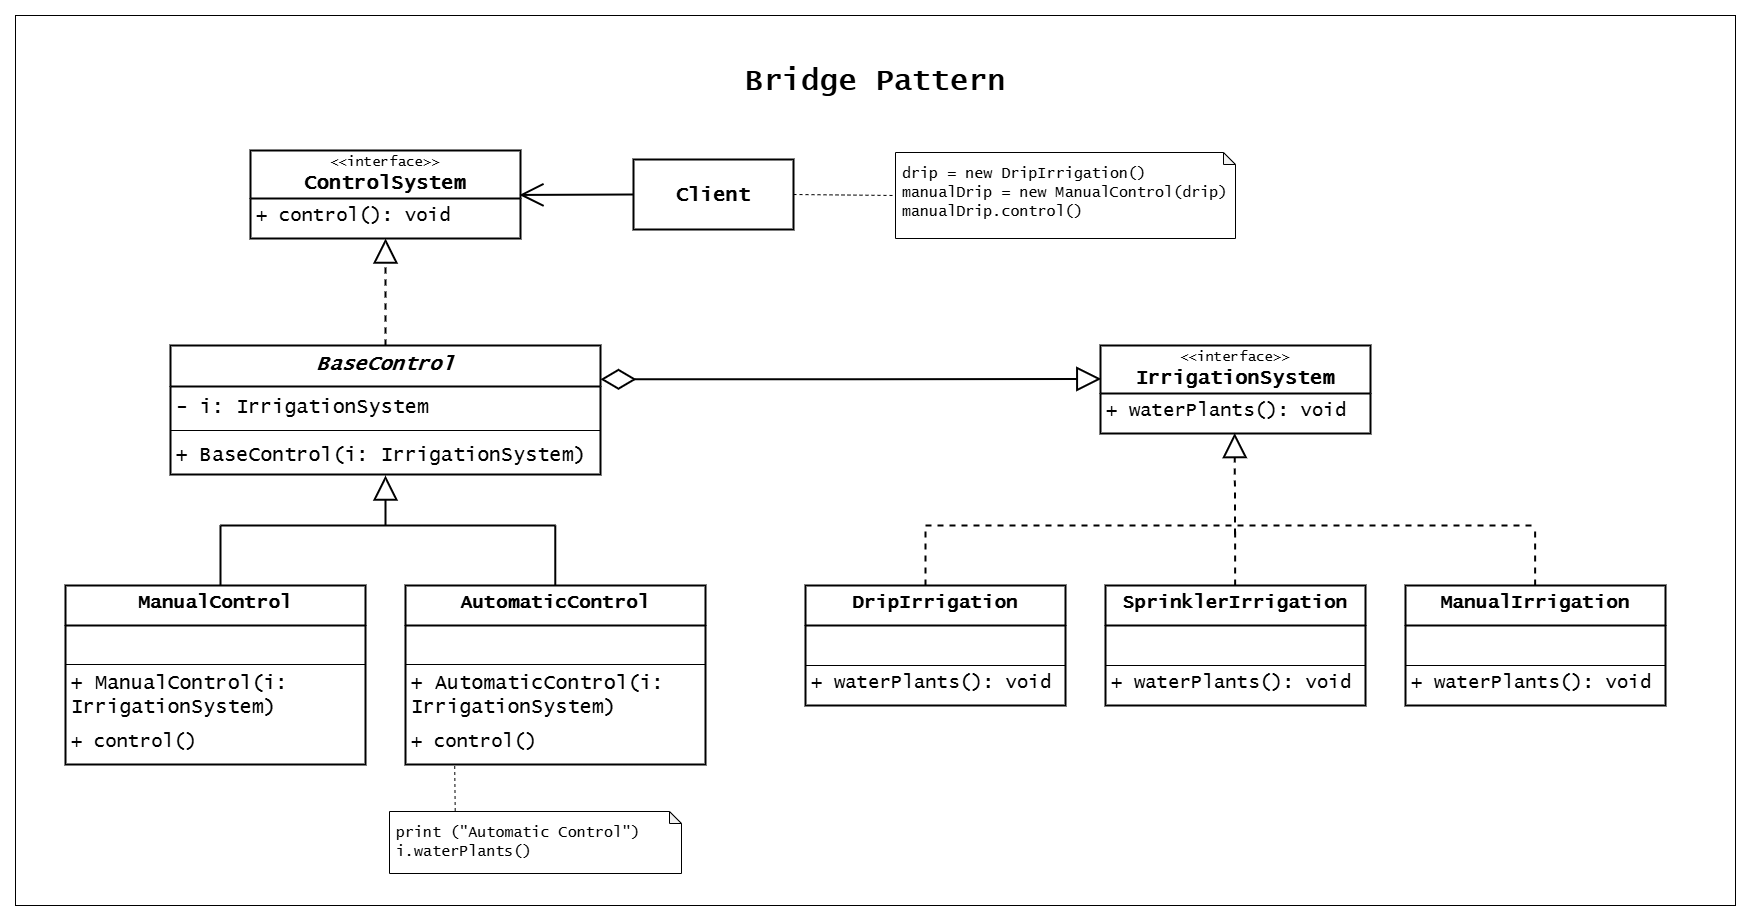 Bridge Pattern
<<interface>>
ControlSystem
+ control(): void
Client
drip = new DripIrrigation()
manualDrip = new ManualControl(drip)
manualDrip.control()
BaseControl
- i: IrrigationSystem
+ BaseControl(i: IrrigationSystem)
<<interface>>
IrrigationSystem
+ waterPlants(): void
ManualControl
+ ManualControl(i:
IrrigationSystem)
+ control()
AutomaticControl
+ AutomaticControl(i:
IrrigationSystem)
+ control()
DripIrrigation
+ waterPlants(): void
SprinklerIrrigation
+ waterPlants(): void
ManualIrrigation
+ waterPlants(): void
print ("Automatic Control")
i.waterPlants()